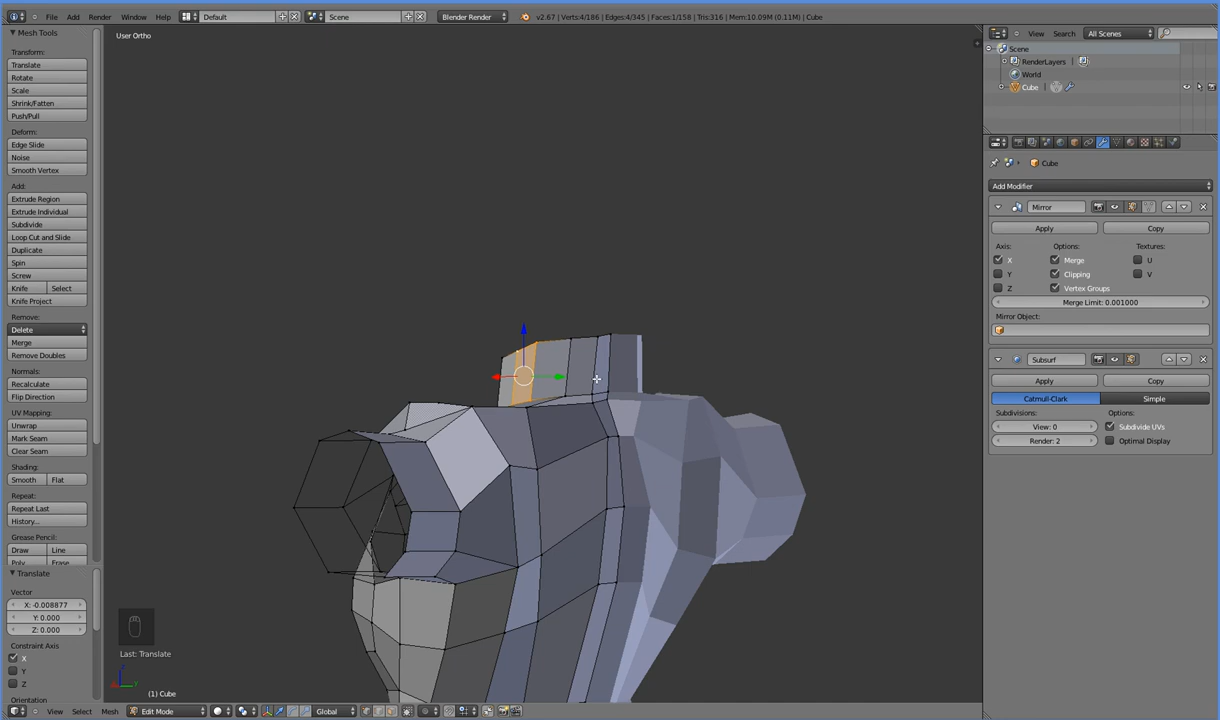 File Add Render Window Help Default Scene Blender Render v2.67 | Verts:4/186 | Edges:4/345 | Faces:1/158 | Tris:316 | Mem:10.09M (0.11M) | Cube
Mesh Tools
Transform:
Translate
Rotate
Scale
Shrink/Fatten
Push/Pull
Deform:
Edge Slide
Noise
Smooth Vertex
Add:
Extrude Region
Extrude Individual
Subdivide
Loop Cut and Slide
Duplicate
Spin
Screw
Knife Select
Knife Project
Remove:
Delete
Merge
Remove Doubles
Normals:
Recalculate
Flip Direction
UV Mapping:
Unwrap
Mark Seam
Clear Seam
Shading:
Smooth Flat
Repeat:
Repeat Last
History...
Grease Pencil:
Draw Line
Poly Erase
Translate
Vector
X: -0.008877
Y: 0.000
Z: 0.000
Constraint Axis
X
Y
Z
Orientation
User Ortho
Last: Translate
(1) Cube
View Select Mesh Edit Mode Global
View Search All Scenes
Scene
RenderLayers |
World
Cube |
Cube
Add Modifier
Mirror
Apply Copy
Axis: Options: Textures:
X Merge U
Y Clipping V
Z Vertex Groups
Merge Limit: 0.001000
Mirror Object:
Subsurf
Apply Copy
Catmull-Clark Simple
Subdivisions: Options:
View: 0 Subdivide UVs
Render: 2 Optimal Display